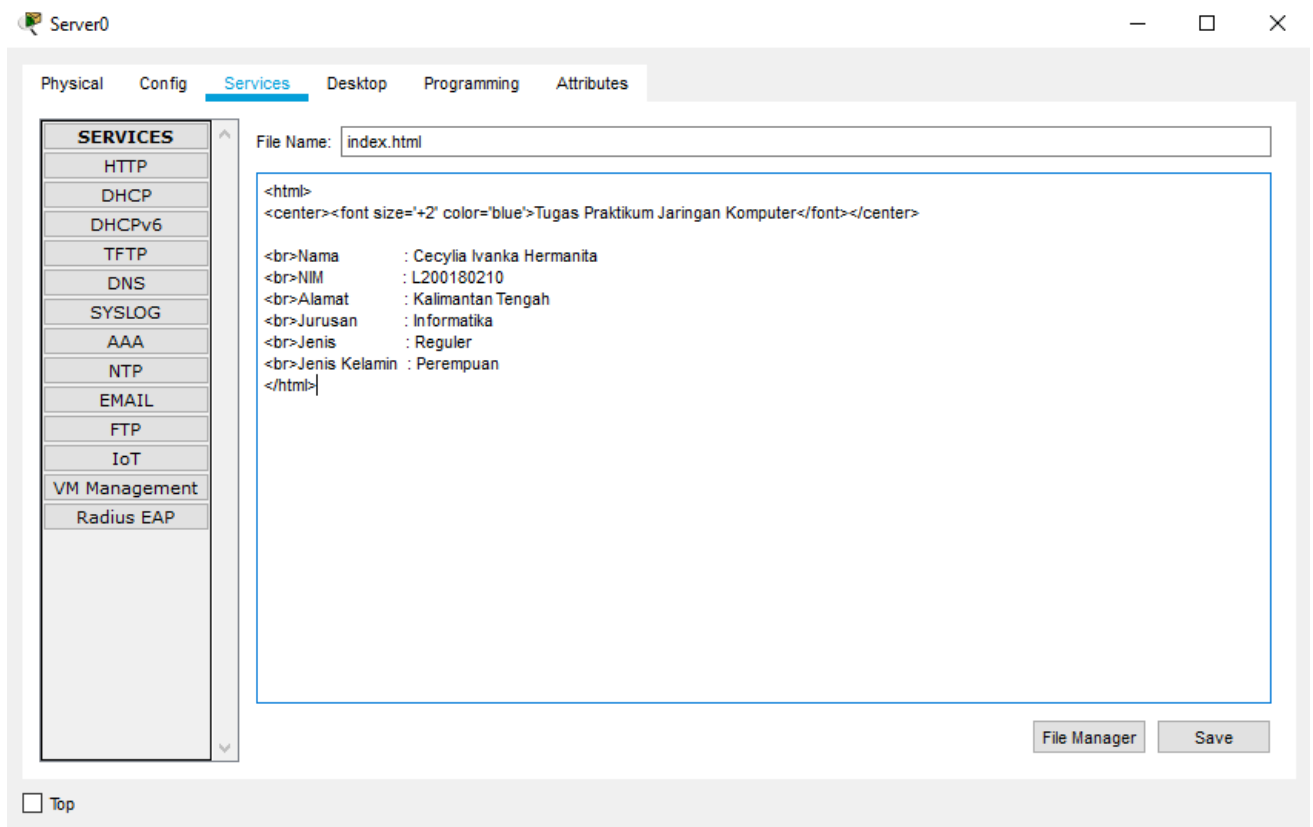 Server0
Physical Config Services Desktop Programming Attributes
SERVICES
HTTP
DHCP
DHCPv6
TFTP
DNS
SYSLOG
AAA
NTP
EMAIL
FTP
IoT
VM Management
Radius EAP
File Name: index.html
<html>
<center><font size='+2' color='blue'>Tugas Praktikum Jaringan Komputer</font></center>
<br>Nama : Cecylia Ivanka Hermanita
<br>NIM : L200180210
<br>Alamat : Kalimantan Tengah
<br>Jurusan : Informatika
<br>Jenis : Reguler
<br>Jenis Kelamin : Perempuan
</html>
File Manager Save
Top